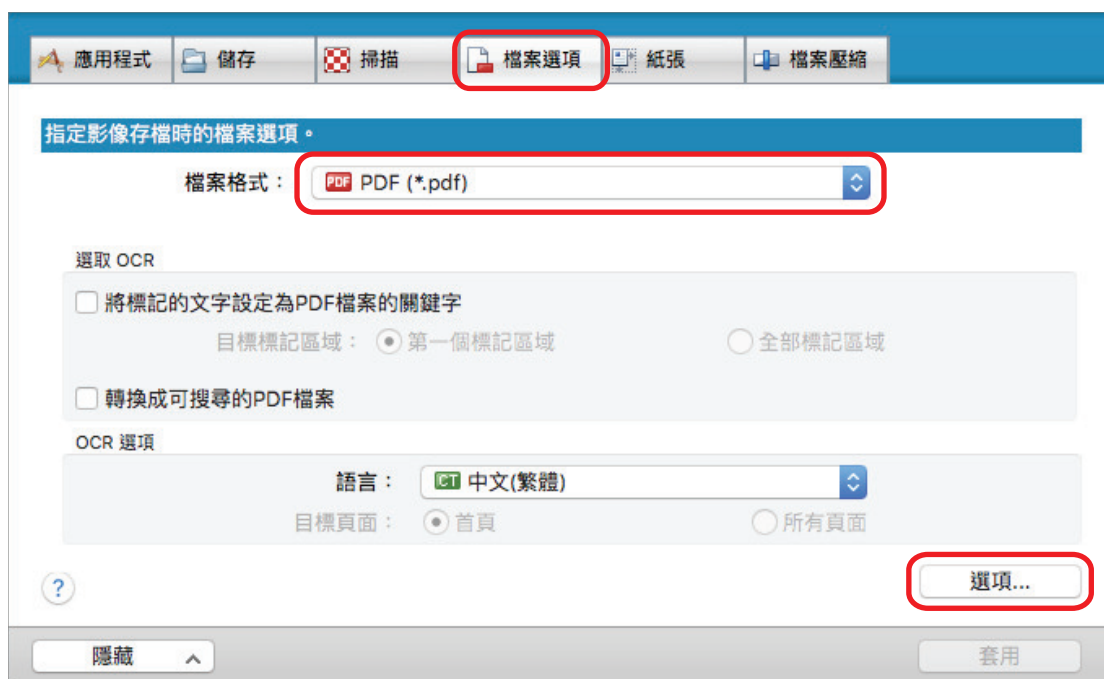 應用程式 儲存 掃描 檔案選項 紙張 檔案壓縮
指定影像存檔時的檔案選項。
檔案格式： PDF PDF (*.pdf)
選取 OCR
將標記的文字設定為PDF檔案的關鍵字
目標標記區域： 第一個標記區域 全部標記區域
轉換成可搜尋的PDF檔案
OCR 選項
語言： CT 中文(繁體)
目標頁面： 首頁 所有頁面
? 選項...
隱藏 套用